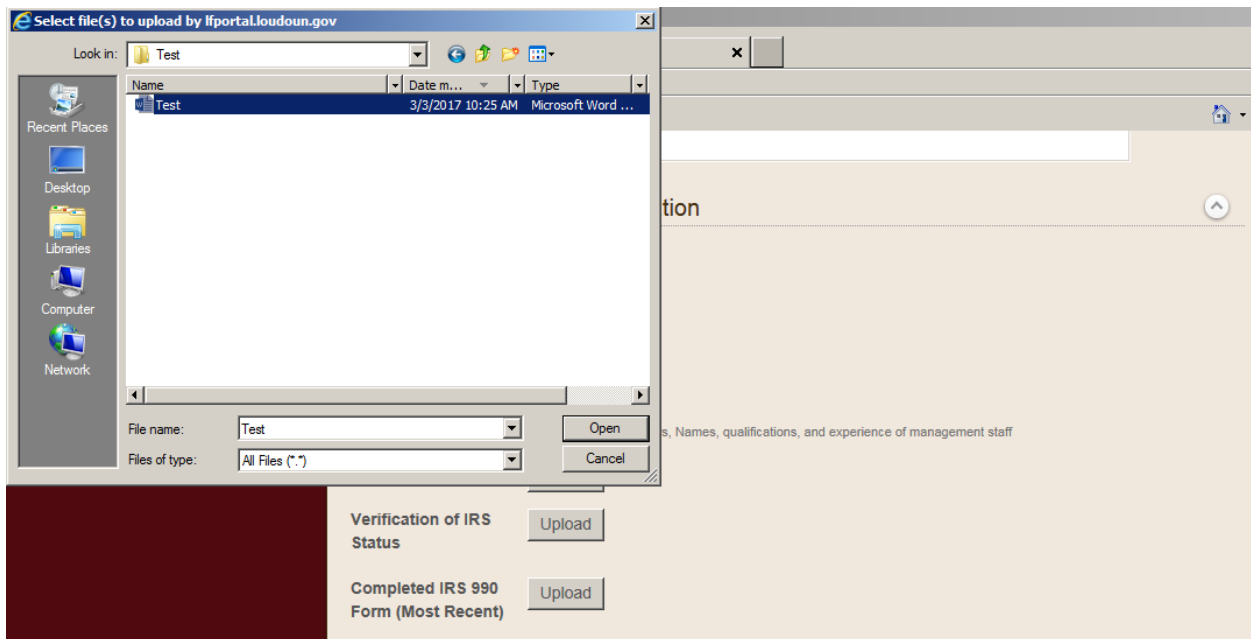 Select file(s) to upload by lfportal.loudoun.gov
Look in: Test
Name Date m... Type
Test 3/3/2017 10:25 AM Microsoft Word ...
Recent Places
Desktop
Libraries
Computer
Network
File name: Test Open
Files of type: All Files (*.*) Cancel
tion
s, Names, qualifications, and experience of management staff
Verification of IRS
Status
Upload
Completed IRS 990
Form (Most Recent)
Upload